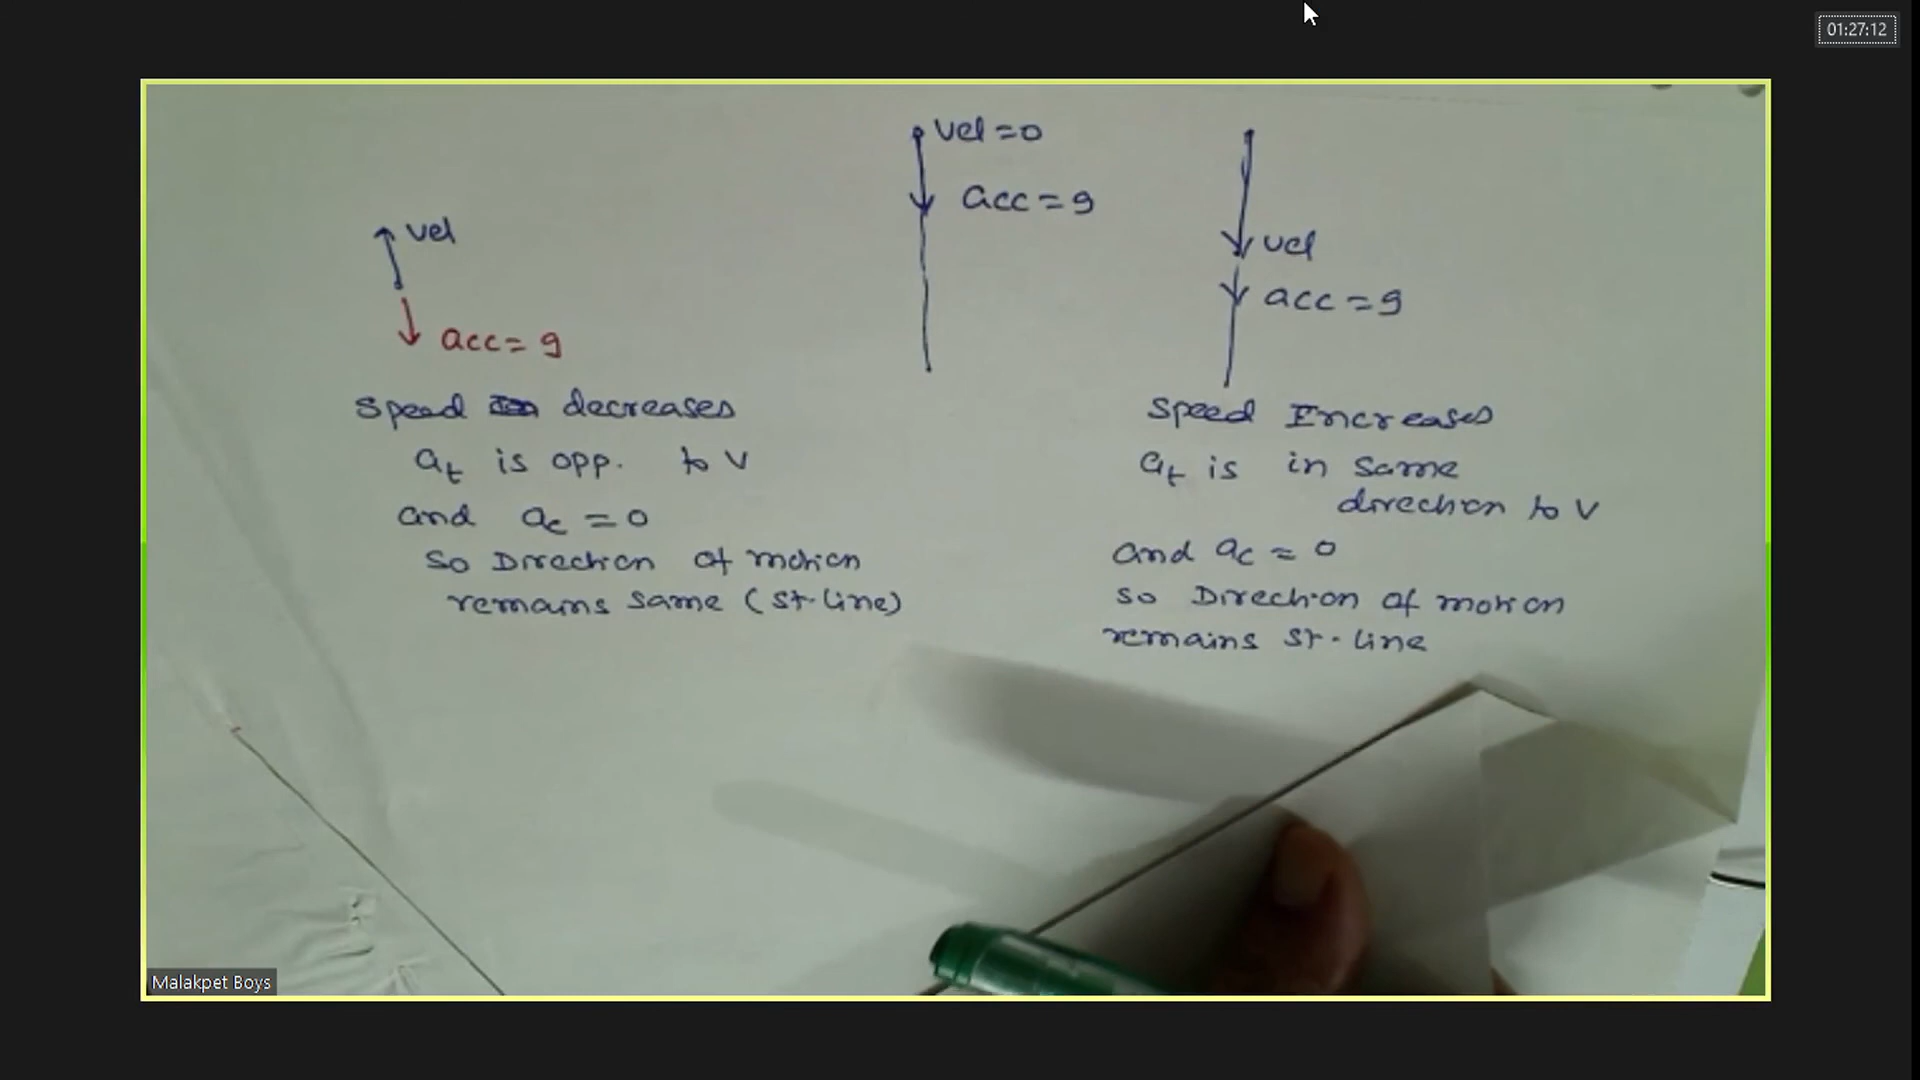 01:27:12
vel
acc = g
Speed decreases
at is opp. to v
and ac = 0
so Direction of motion
remains same (St. line)
Vel = 0
acc = g
vel
acc = g
Speed Increases
at is in same
direction to v
and ac = 0
so Direction of motion
remains st. line
Malakpet Boys